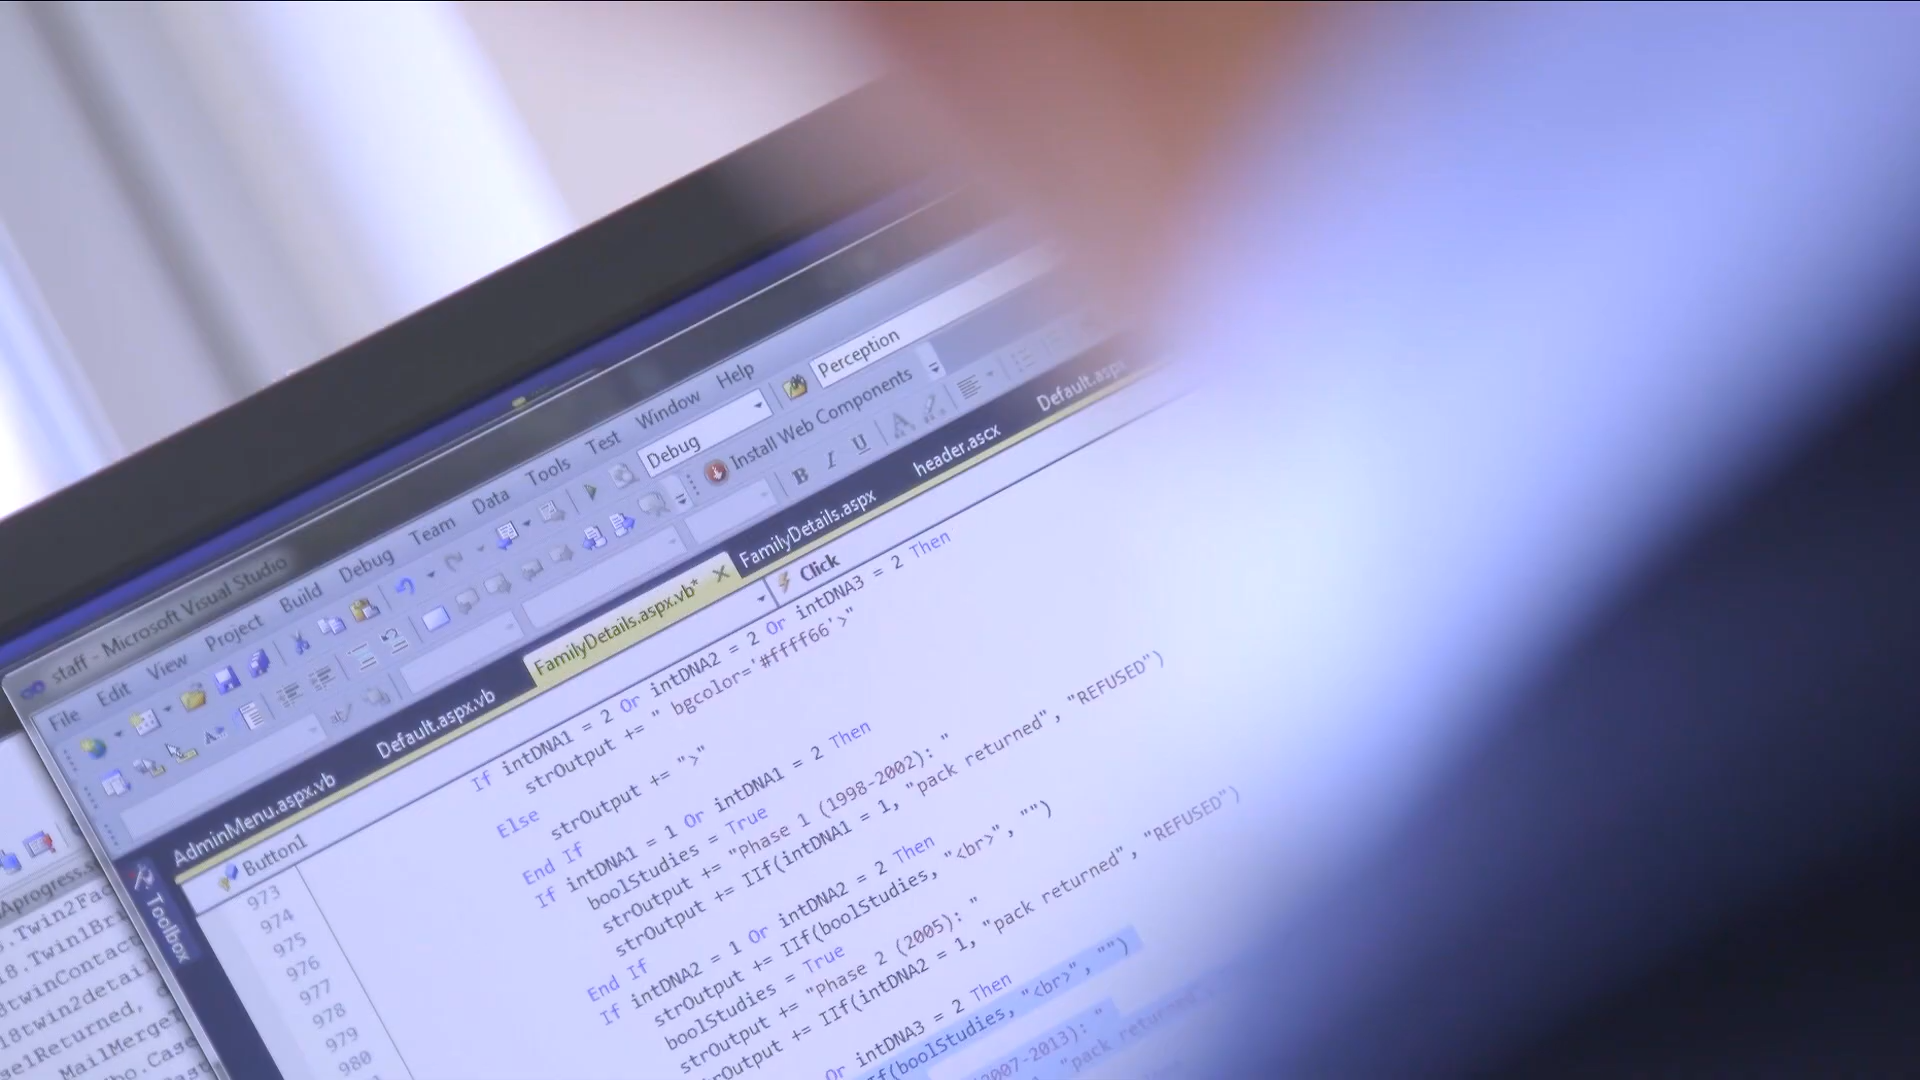 staff - Microsoft Visual Studio
File Edit View Project Build Debug Team Data Tools Test Window Help
Debug
Perception
Install Web Components
B I U
AdminMenu.aspx.vb Default.aspx.vb FamilyDetails.aspx.vb* FamilyDetails.aspx header.ascx
Button1
Click
Toolbox
973
974
975
976
977
978
979
980
If intDNA1 = 2 Or intDNA2 = 2 Or intDNA3 = 2 Then
strOutput += " bgcolor='#ffff66'>"
Else
strOutput += ">"
End If
If intDNA1 = 1 Or intDNA1 = 2 Then
boolStudies = True
strOutput += "Phase 1 (1998-2002): "
strOutput += IIf(intDNA1 = 1, "pack returned", "REFUSED")
End If
If intDNA2 = 1 Or intDNA2 = 2 Then
strOutput += IIf(boolStudies, "<br>", "")
boolStudies = True
strOutput += "Phase 2 (2005): "
IIf(intDNA2 = 1, "pack returned", "REFUSED")
Or intDNA3 = 2 Then
(boolStudies, "<br>", "")
2007-2013): "
"pack returned"